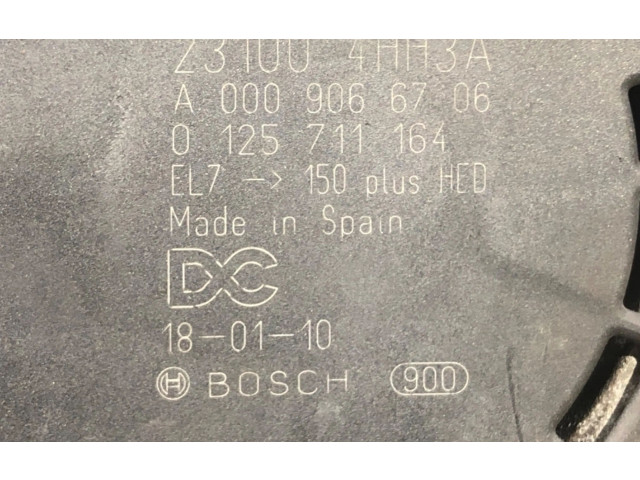 23100 4HH3A
A 000 906 67 06
0 125 711 164
EL7 -> 150 plus HED
Made in Spain
DC
18-01-10
BOSCH 900